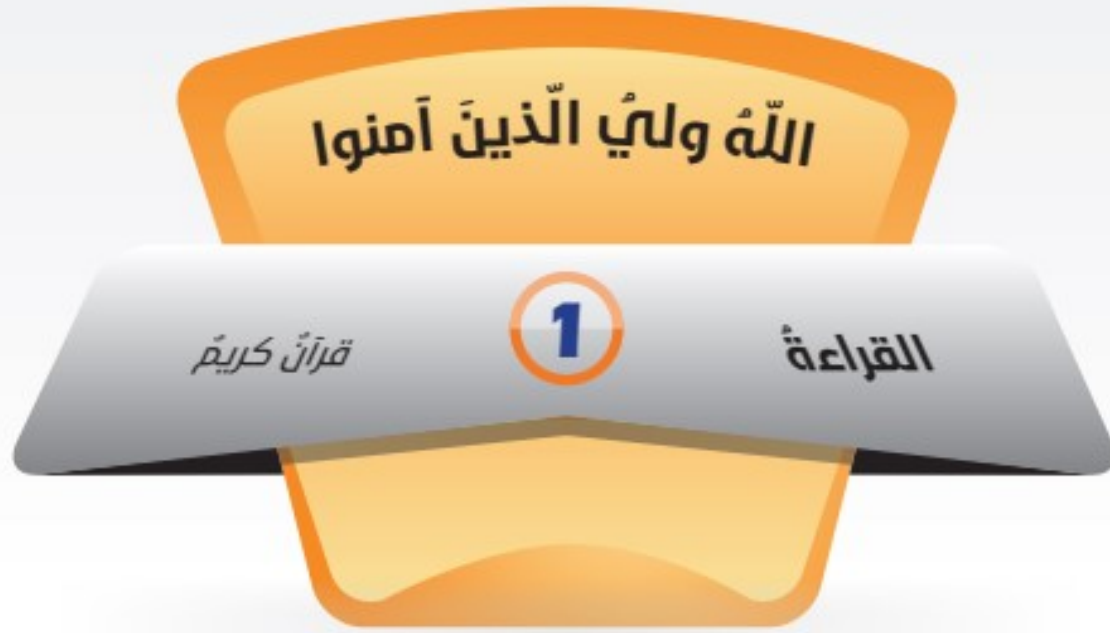 اللّهُ وليُ الّذينَ آمنوا
القراءةُ
1
قرآنٌ كريمٌ